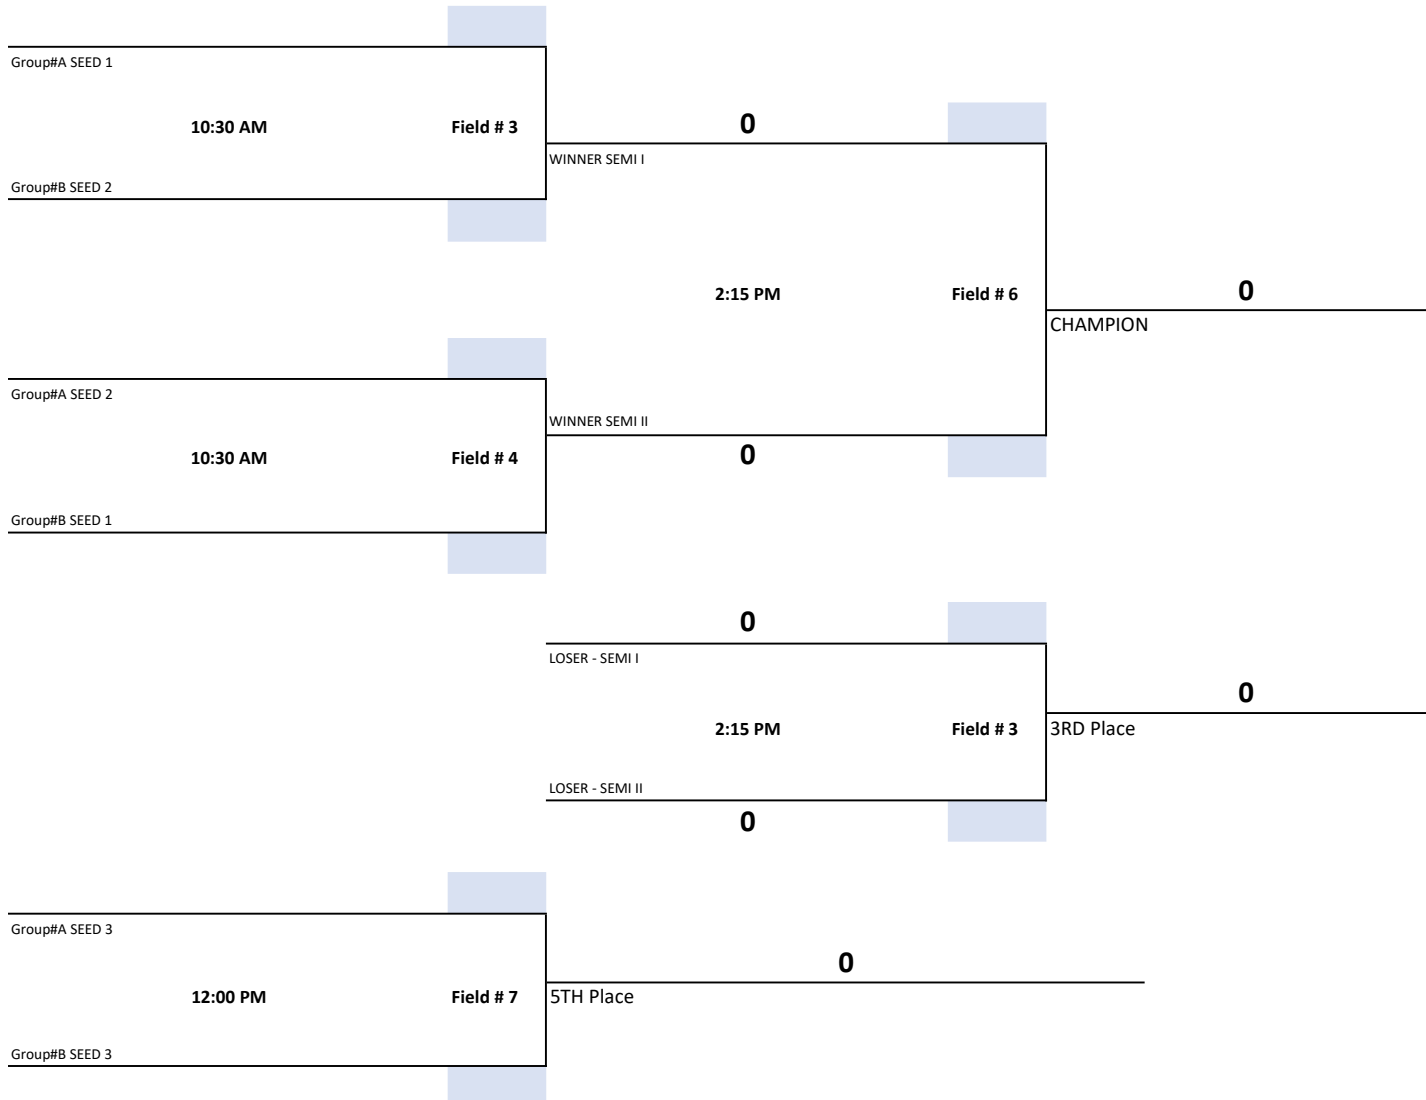 Group#A SEED 1
10:30 AM Field # 3
Group#B SEED 2
0
WINNER SEMI I
2:15 PM Field # 6
0
CHAMPION
Group#A SEED 2
10:30 AM Field # 4
Group#B SEED 1
WINNER SEMI II
0
0
LOSER - SEMI I
2:15 PM Field # 3
LOSER - SEMI II
0
0
3RD Place
Group#A SEED 3
12:00 PM Field # 7
Group#B SEED 3
0
5TH Place